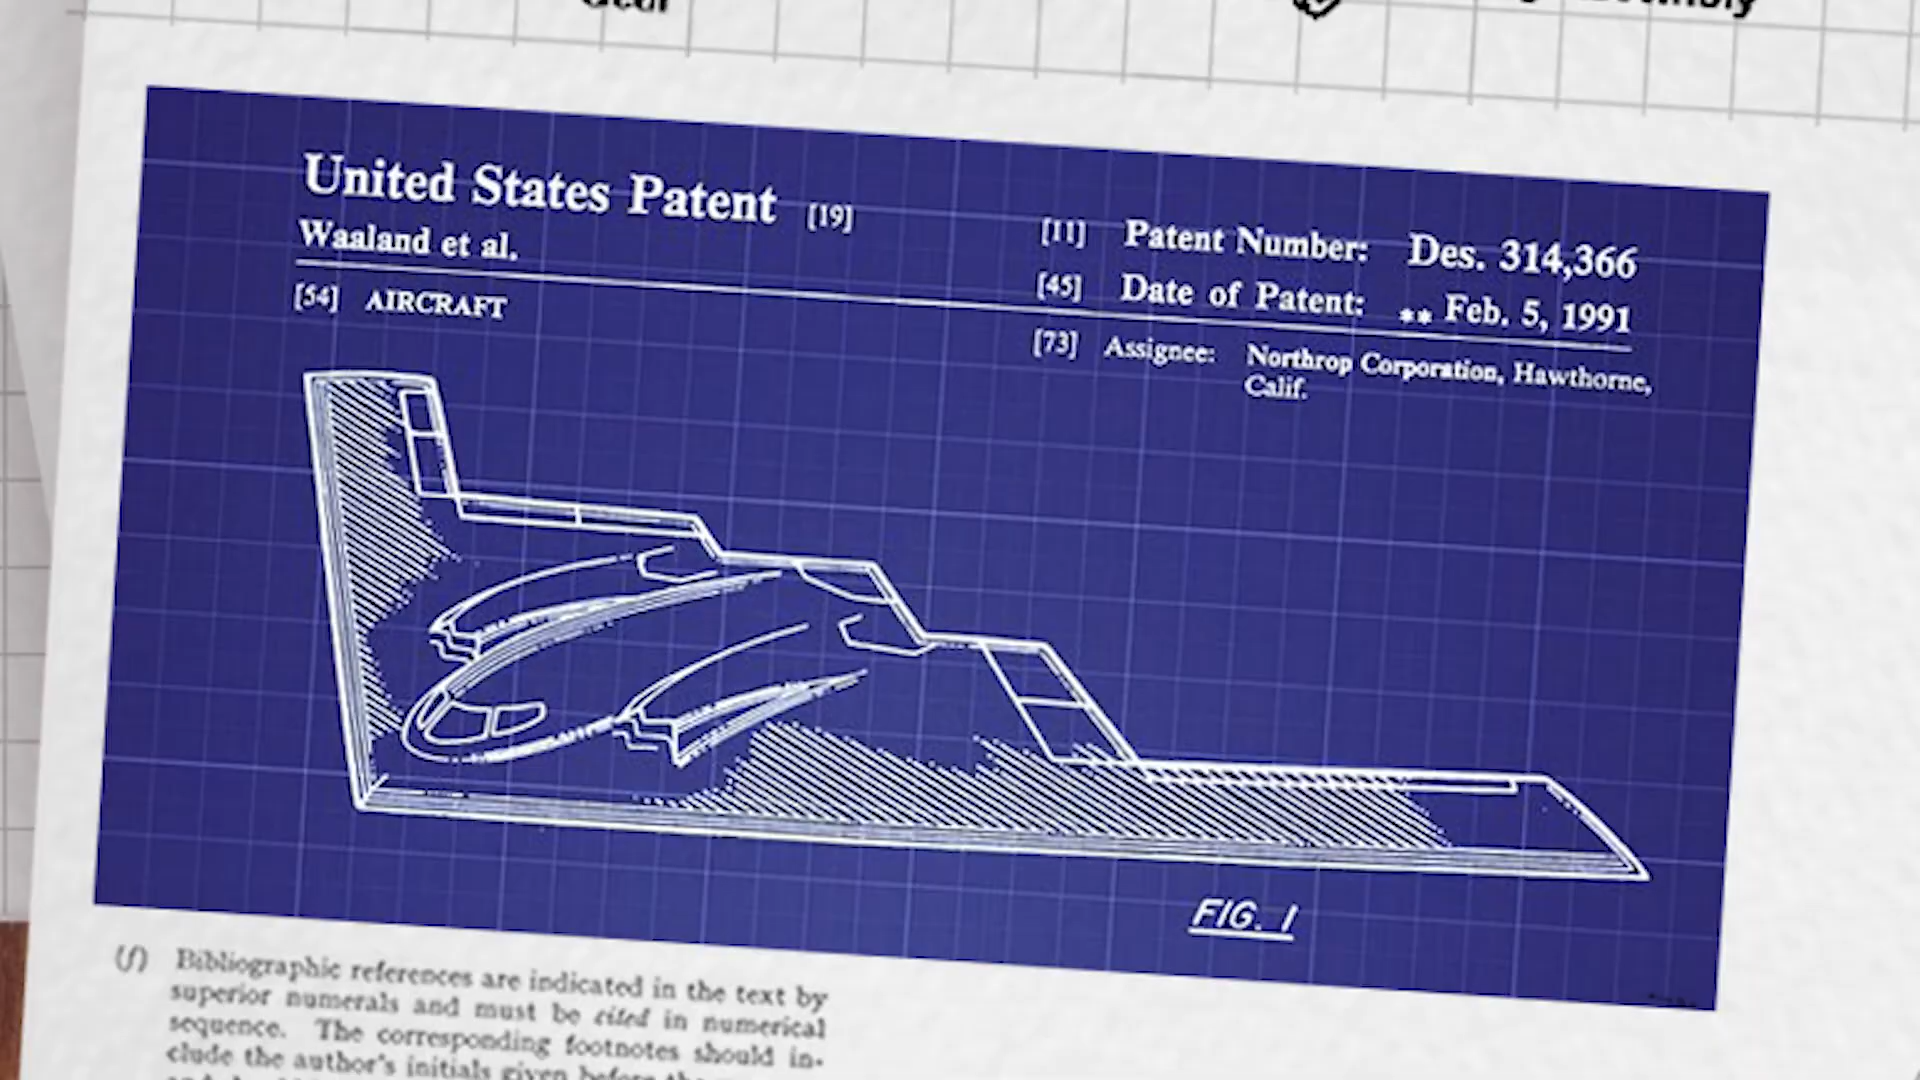 United States Patent [19]
Waaland et al.
[11] Patent Number: Des. 314,366
[45] Date of Patent: ** Feb. 5, 1991
[54] AIRCRAFT
[73] Assignee: Northrop Corporation, Hawthorne,
Calif.
FIG. 1
(f) Bibliographic references are indicated in the text by
superior numerals and must be cited in numerical
sequence. The corresponding footnotes should in-
clude the author's initials given before the